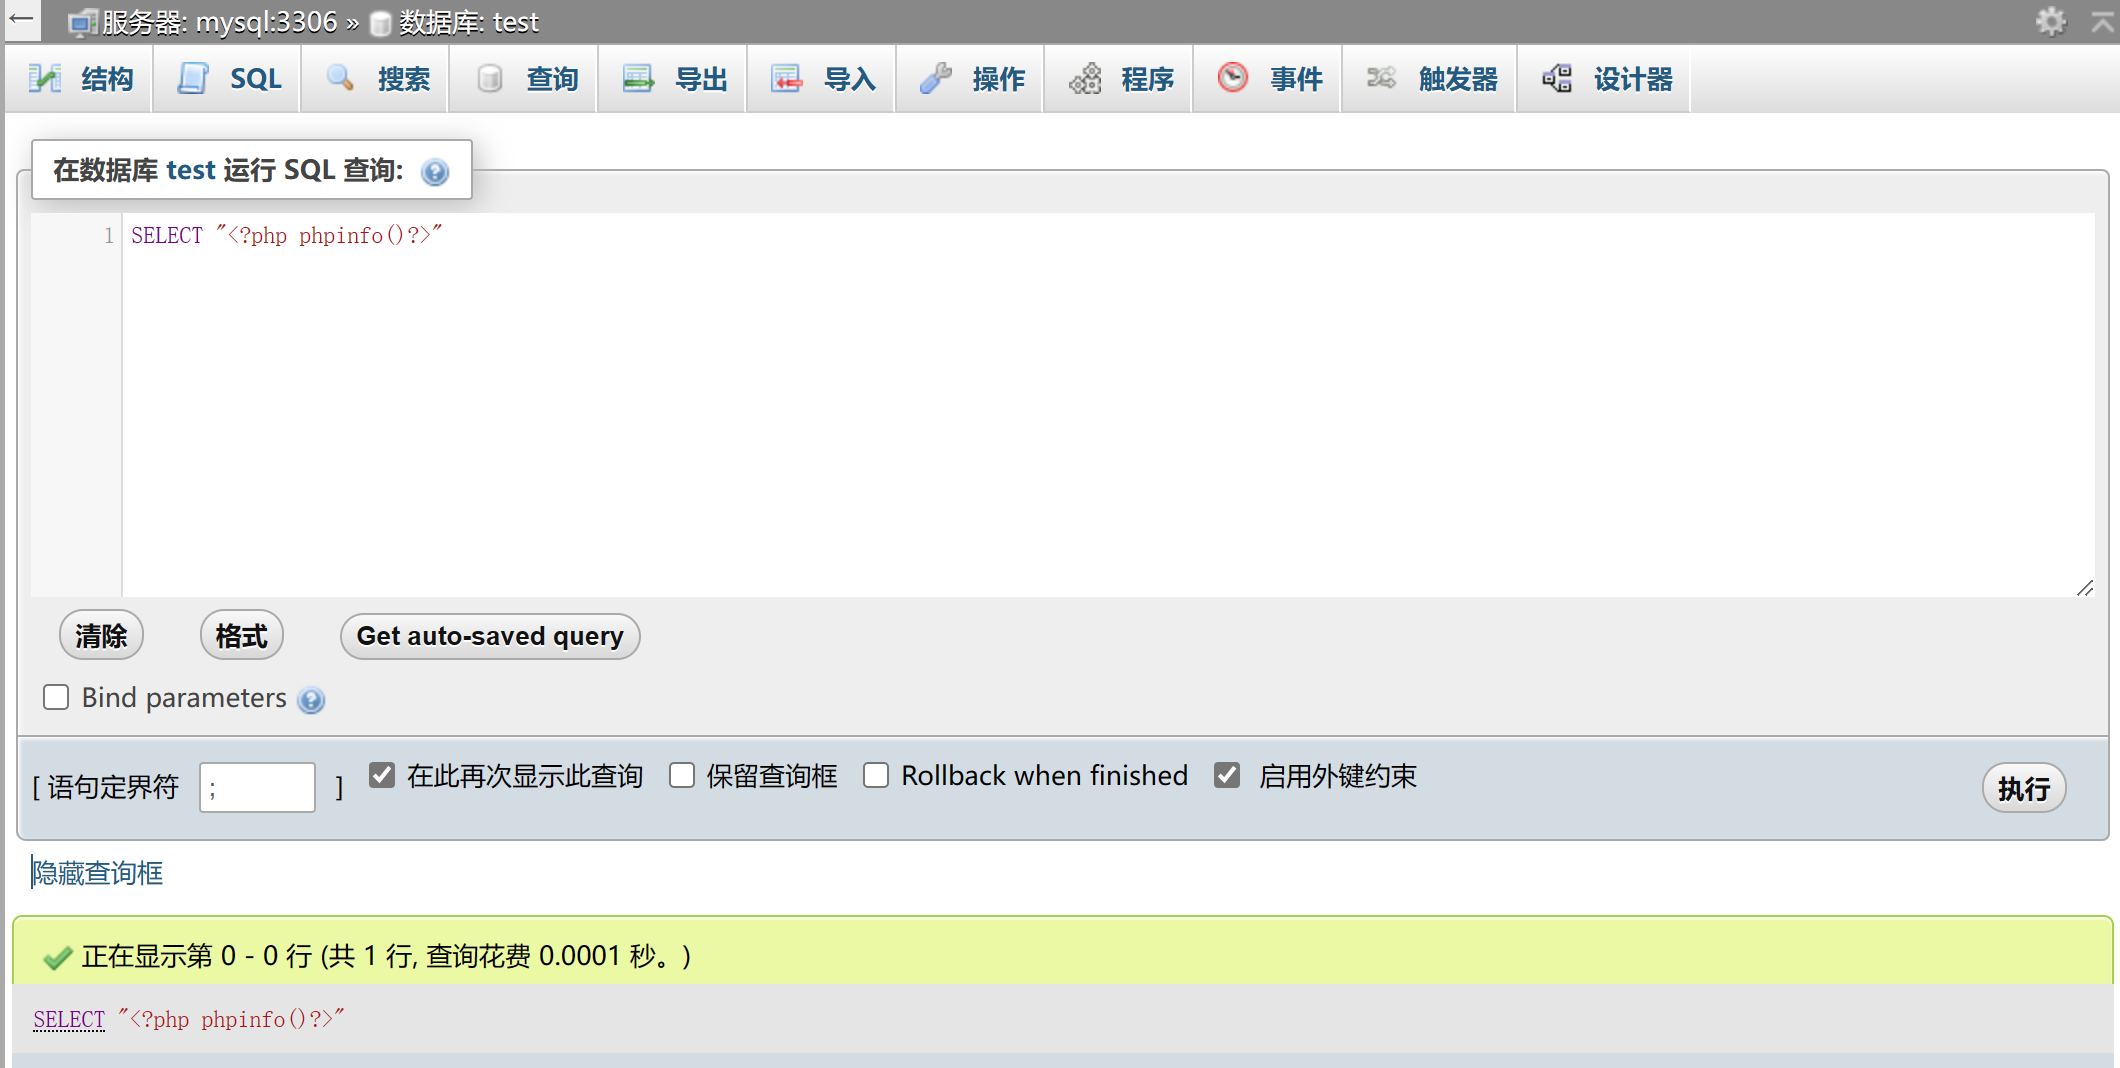 服务器: mysql:3306 » 数据库: test
结构 SQL 搜索 查询 导出 导入 操作 程序 事件 触发器 设计器
在数据库 test 运行 SQL 查询:
1 SELECT "<?php phpinfo()?>"
清除 格式 Get auto-saved query
Bind parameters
[ 语句定界符 ; ] 在此再次显示此查询 保留查询框 Rollback when finished 启用外键约束 执行
隐藏查询框
正在显示第 0 - 0 行 (共 1 行, 查询花费 0.0001 秒。)
SELECT "<?php phpinfo()?>"